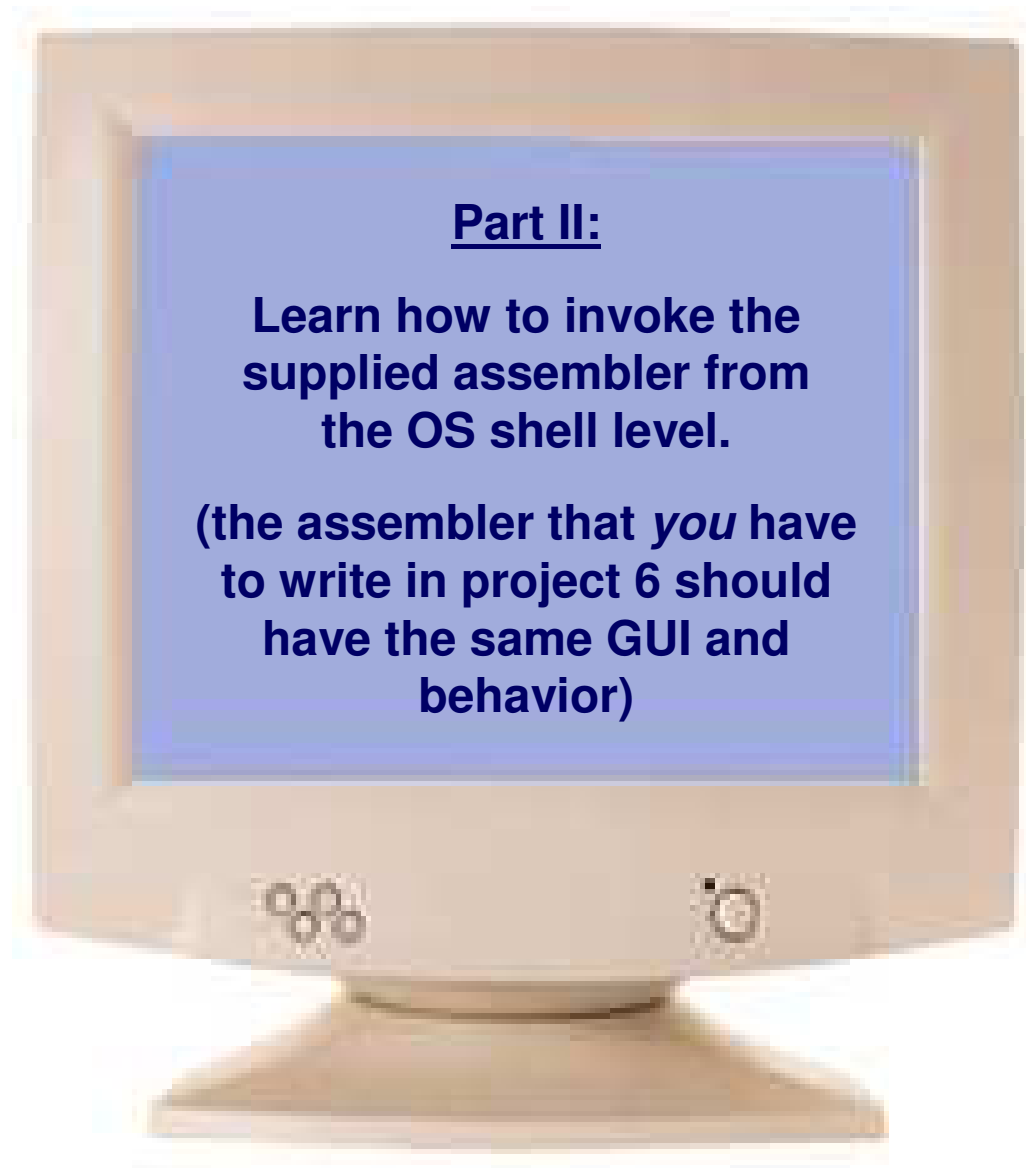 Part II:
Learn how to invoke the
supplied assembler from
the OS shell level.
(the assembler that you have
to write in project 6 should
have the same GUI and
behavior)